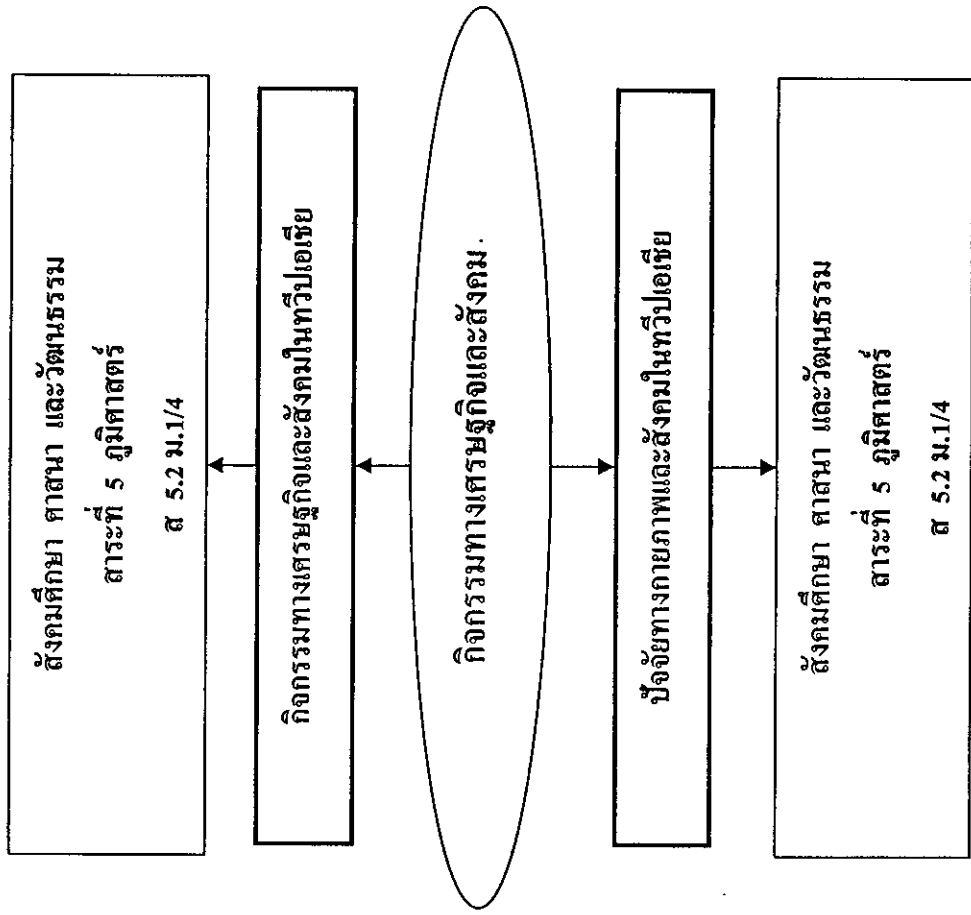 สังคมศึกษา ศาสนา และวัฒนธรรม
สาระที่ 5 ภูมิศาสตร์
ส 5.2 ม.1/4
กิจกรรมทางเศรษฐกิจและสังคมในทวีปเอเชีย
กิจกรรมทางเศรษฐกิจและสังคม
ปัจจัยทางกายภาพและสังคมในทวีปเอเชีย
สังคมศึกษา ศาสนา และวัฒนธรรม
สาระที่ 5 ภูมิศาสตร์
ส 5.2 ม.1/4